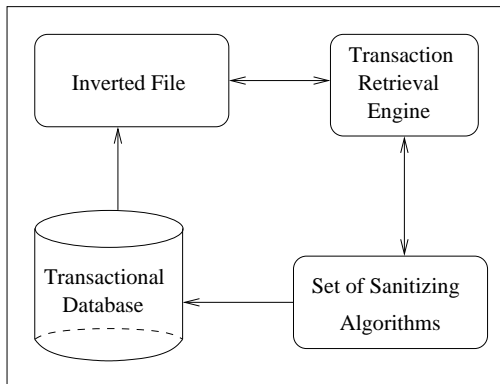 Inverted File
Transaction
Retrieval
Engine
Transactional
Database
Set of Sanitizing
Algorithms